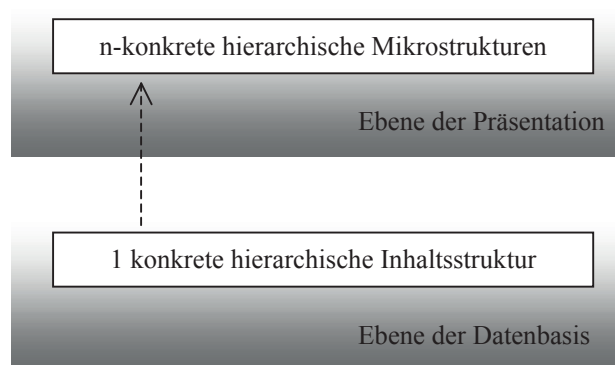 n-konkrete hierarchische Mikrostrukturen
Ebene der Präsentation
1 konkrete hierarchische Inhaltsstruktur
Ebene der Datenbasis